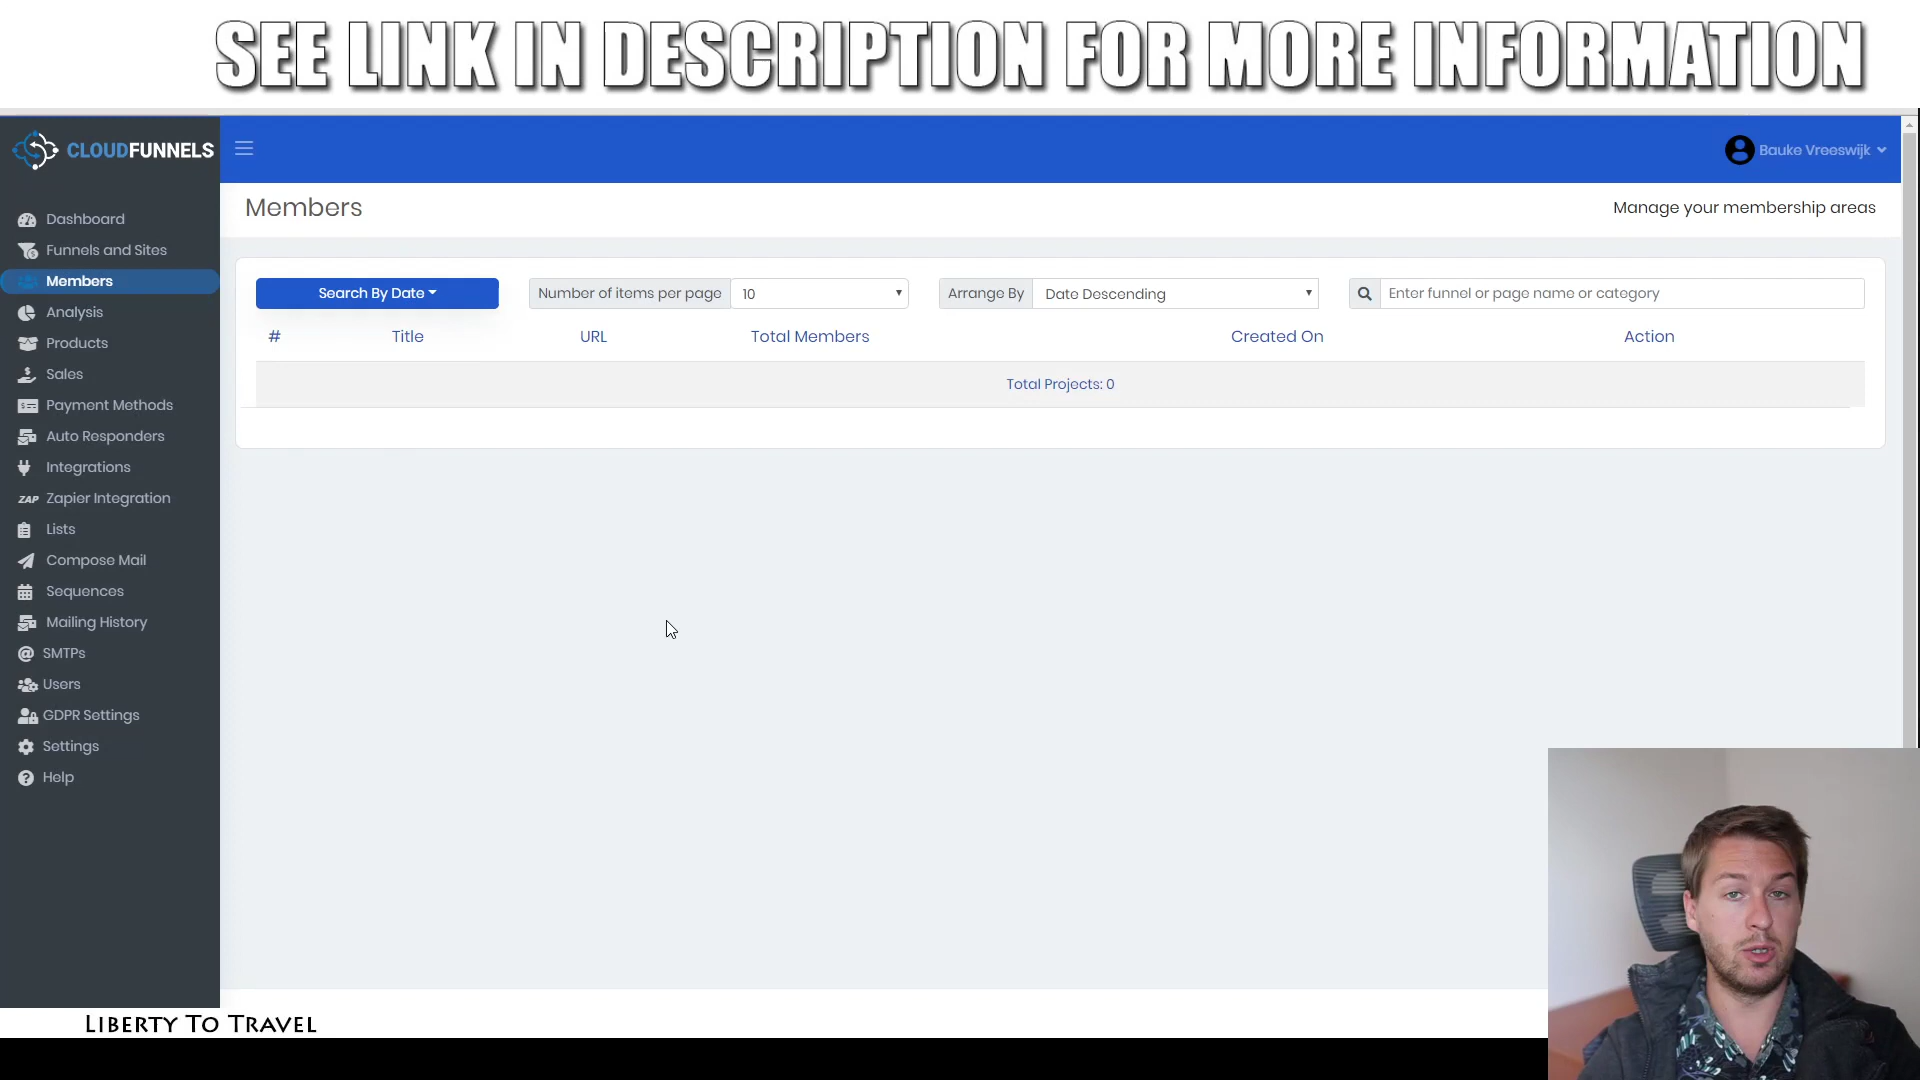 SEE LINK IN DESCRIPTION FOR MORE INFORMATION
CLOUDFUNNELS
Bauke Vreeswijk
Members
Manage your membership areas
Dashboard
Funnels and Sites
Members
Analysis
Products
Sales
Payment Methods
Auto Responders
Integrations
ZAP Zapier Integration
Lists
Compose Mail
Sequences
Mailing History
SMTPs
Users
GDPR Settings
Settings
Help
Search By Date
Number of items per page 10
Arrange By Date Descending
Enter funnel or page name or category
# Title URL Total Members Created On Action
Total Projects: 0
LIBERTY TO TRAVEL